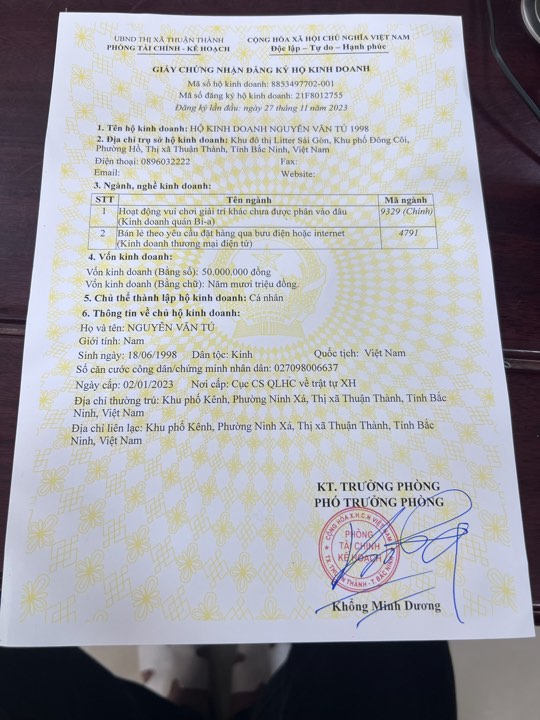 UBND THỊ XÃ THUẬN THÀNH
PHÒNG TÀI CHÍNH - KẾ HOẠCH
CỘNG HÒA XÃ HỘI CHỦ NGHĨA VIỆT NAM
Độc lập – Tự do – Hạnh phúc
GIẤY CHỨNG NHẬN ĐĂNG KÝ HỘ KINH DOANH
Mã số hộ kinh doanh: 8853497702-001
Mã số đăng ký hộ kinh doanh: 21F8012755
Đăng ký lần đầu: ngày 27 tháng 11 năm 2023
1. Tên hộ kinh doanh: HỘ KINH DOANH NGUYỄN VĂN TÚ 1998
2. Địa chỉ trụ sở hộ kinh doanh: Khu đô thị Litter Sài Gòn, Khu phố Đông Côi,
Phường Hồ, Thị xã Thuận Thành, Tỉnh Bắc Ninh, Việt Nam
Điện thoại: 0896032222 Fax:
Email: Website:
3. Ngành, nghề kinh doanh:
STT Tên ngành Mã ngành
1 Hoạt động vui chơi giải trí khác chưa được phân vào đâu 9329 (Chính)
(Kinh doanh quán Bi-a)
2 Bán lẻ theo yêu cầu đặt hàng qua bưu điện hoặc internet 4791
(Kinh doanh thương mại điện tử)
4. Vốn kinh doanh:
Vốn kinh doanh (Bằng số): 50.000.000 đồng
Vốn kinh doanh (Bằng chữ): Năm mươi triệu đồng.
5. Chủ thể thành lập hộ kinh doanh: Cá nhân
6. Thông tin về chủ hộ kinh doanh:
Họ và tên: NGUYỄN VĂN TÚ
Giới tính: Nam
Sinh ngày: 18/06/1998 Dân tộc: Kinh Quốc tịch: Việt Nam
Số căn cước công dân/chứng minh nhân dân: 027098006637
Ngày cấp: 02/01/2023 Nơi cấp: Cục CS QLHC về trật tự XH
Địa chỉ thường trú: Khu phố Kênh, Phường Ninh Xá, Thị xã Thuận Thành, Tỉnh Bắc
Ninh, Việt Nam
Địa chỉ liên lạc: Khu phố Kênh, Phường Ninh Xá, Thị xã Thuận Thành, Tỉnh Bắc
Ninh, Việt Nam
KT. TRƯỞNG PHÒNG
PHÓ TRƯỞNG PHÒNG
CỘNG HÒA X.H.C.N VIỆT NAM
PHÒNG
TÀI CHÍNH
KẾ HOẠCH
TX. THUẬN THÀNH - T. BẮC NINH
Khổng Minh Dương